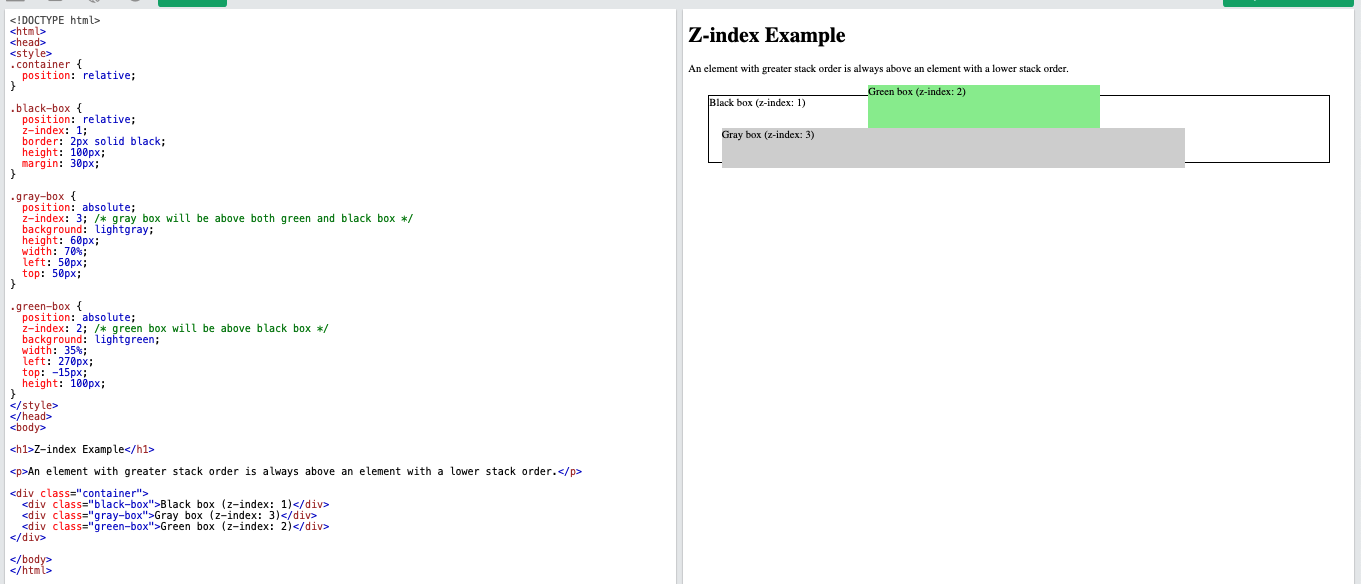 <!DOCTYPE html>
<html>
<head>
<style>
.container {
  position: relative;
}

.black-box {
  position: relative;
  z-index: 1;
  border: 2px solid black;
  height: 100px;
  margin: 30px;
}

.gray-box {
  position: absolute;
  z-index: 3; /* gray box will be above both green and black box */
  background: lightgray;
  height: 60px;
  width: 70%;
  left: 50px;
  top: 50px;
}

.green-box {
  position: absolute;
  z-index: 2; /* green box will be above black box */
  background: lightgreen;
  width: 35%;
  left: 270px;
  top: -15px;
  height: 100px;
}
</style>
</head>
<body>

<h1>Z-index Example</h1>

<p>An element with greater stack order is always above an element with a lower stack order.</p>

<div class="container">
  <div class="black-box">Black box (z-index: 1)</div>
  <div class="gray-box">Gray box (z-index: 3)</div>
  <div class="green-box">Green box (z-index: 2)</div>
</div>

</body>
</html>
Z-index Example
An element with greater stack order is always above an element with a lower stack order.
Green box (z-index: 2)
Black box (z-index: 1)
Gray box (z-index: 3)